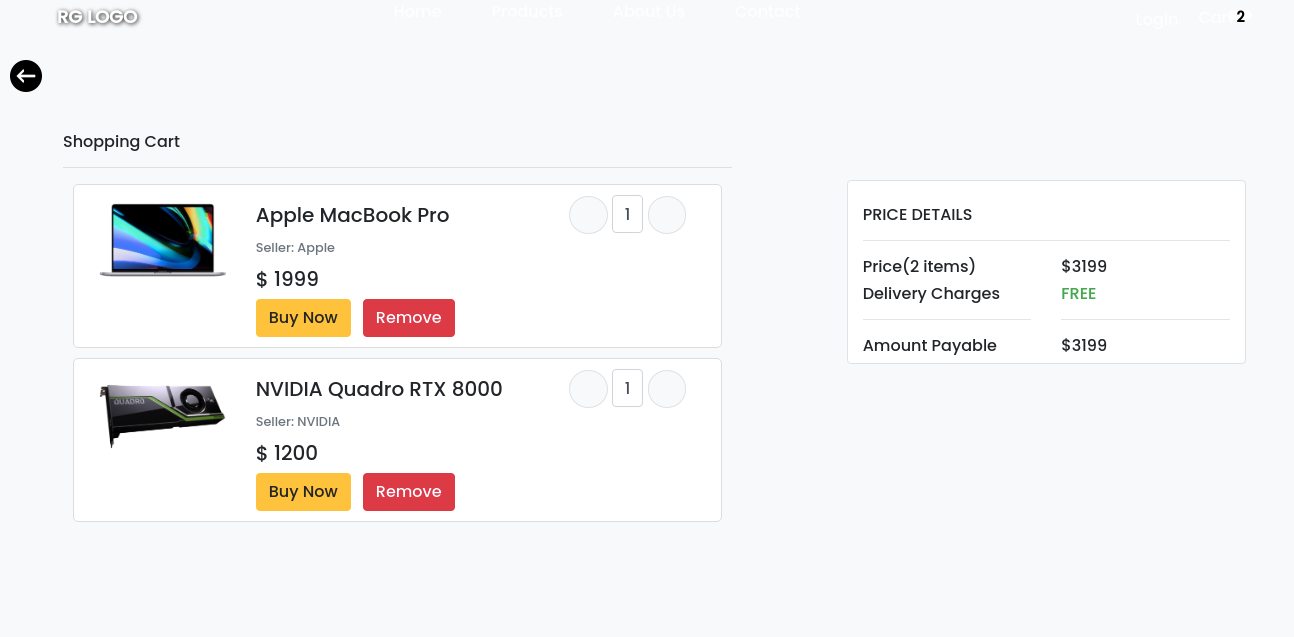 RG LOGO
Home Products About Us Contact
Login Cart 2
Shopping Cart
Apple MacBook Pro
Seller: Apple
$ 1999
Buy Now Remove
1
NVIDIA Quadro RTX 8000
QUADRO
Seller: NVIDIA
$ 1200
Buy Now Remove
1
PRICE DETAILS
Price(2 items) $3199
Delivery Charges FREE
Amount Payable $3199